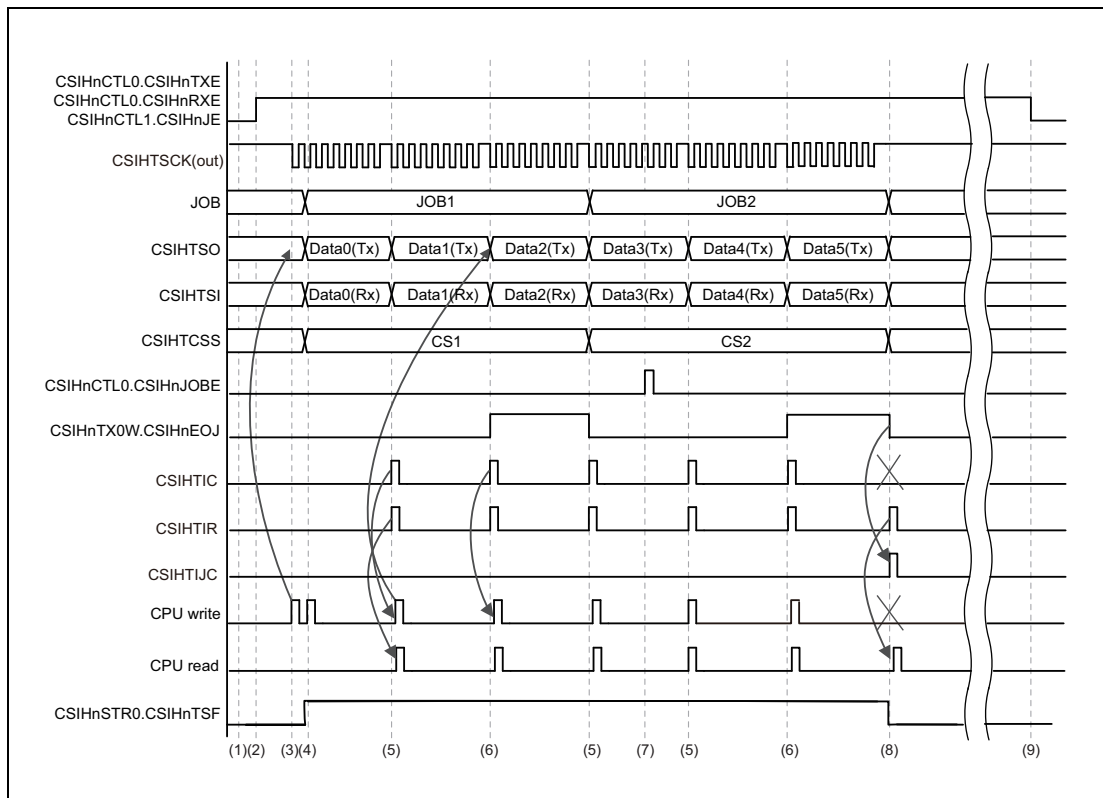 CSIHnCTL0.CSIHnTXE
CSIHnCTL0.CSIHnRXE
CSIHnCTL1.CSIHnJE
CSIHTSCK(out)
JOB JOB1 JOB2
CSIHTSO Data0(Tx) Data1(Tx) Data2(Tx) Data3(Tx) Data4(Tx) Data5(Tx)
CSIHTSI Data0(Rx) Data1(Rx) Data2(Rx) Data3(Rx) Data4(Rx) Data5(Rx)
CSIHTCSS CS1 CS2
CSIHnCTL0.CSIHnJOBE
CSIHnTX0W.CSIHnEOJ
CSIHTIC
CSIHTIR
CSIHTIJC
CPU write
CPU read
CSIHnSTR0.CSIHnTSF
(1) (2) (3) (4) (5) (6) (5) (7) (5) (6) (8) (9)